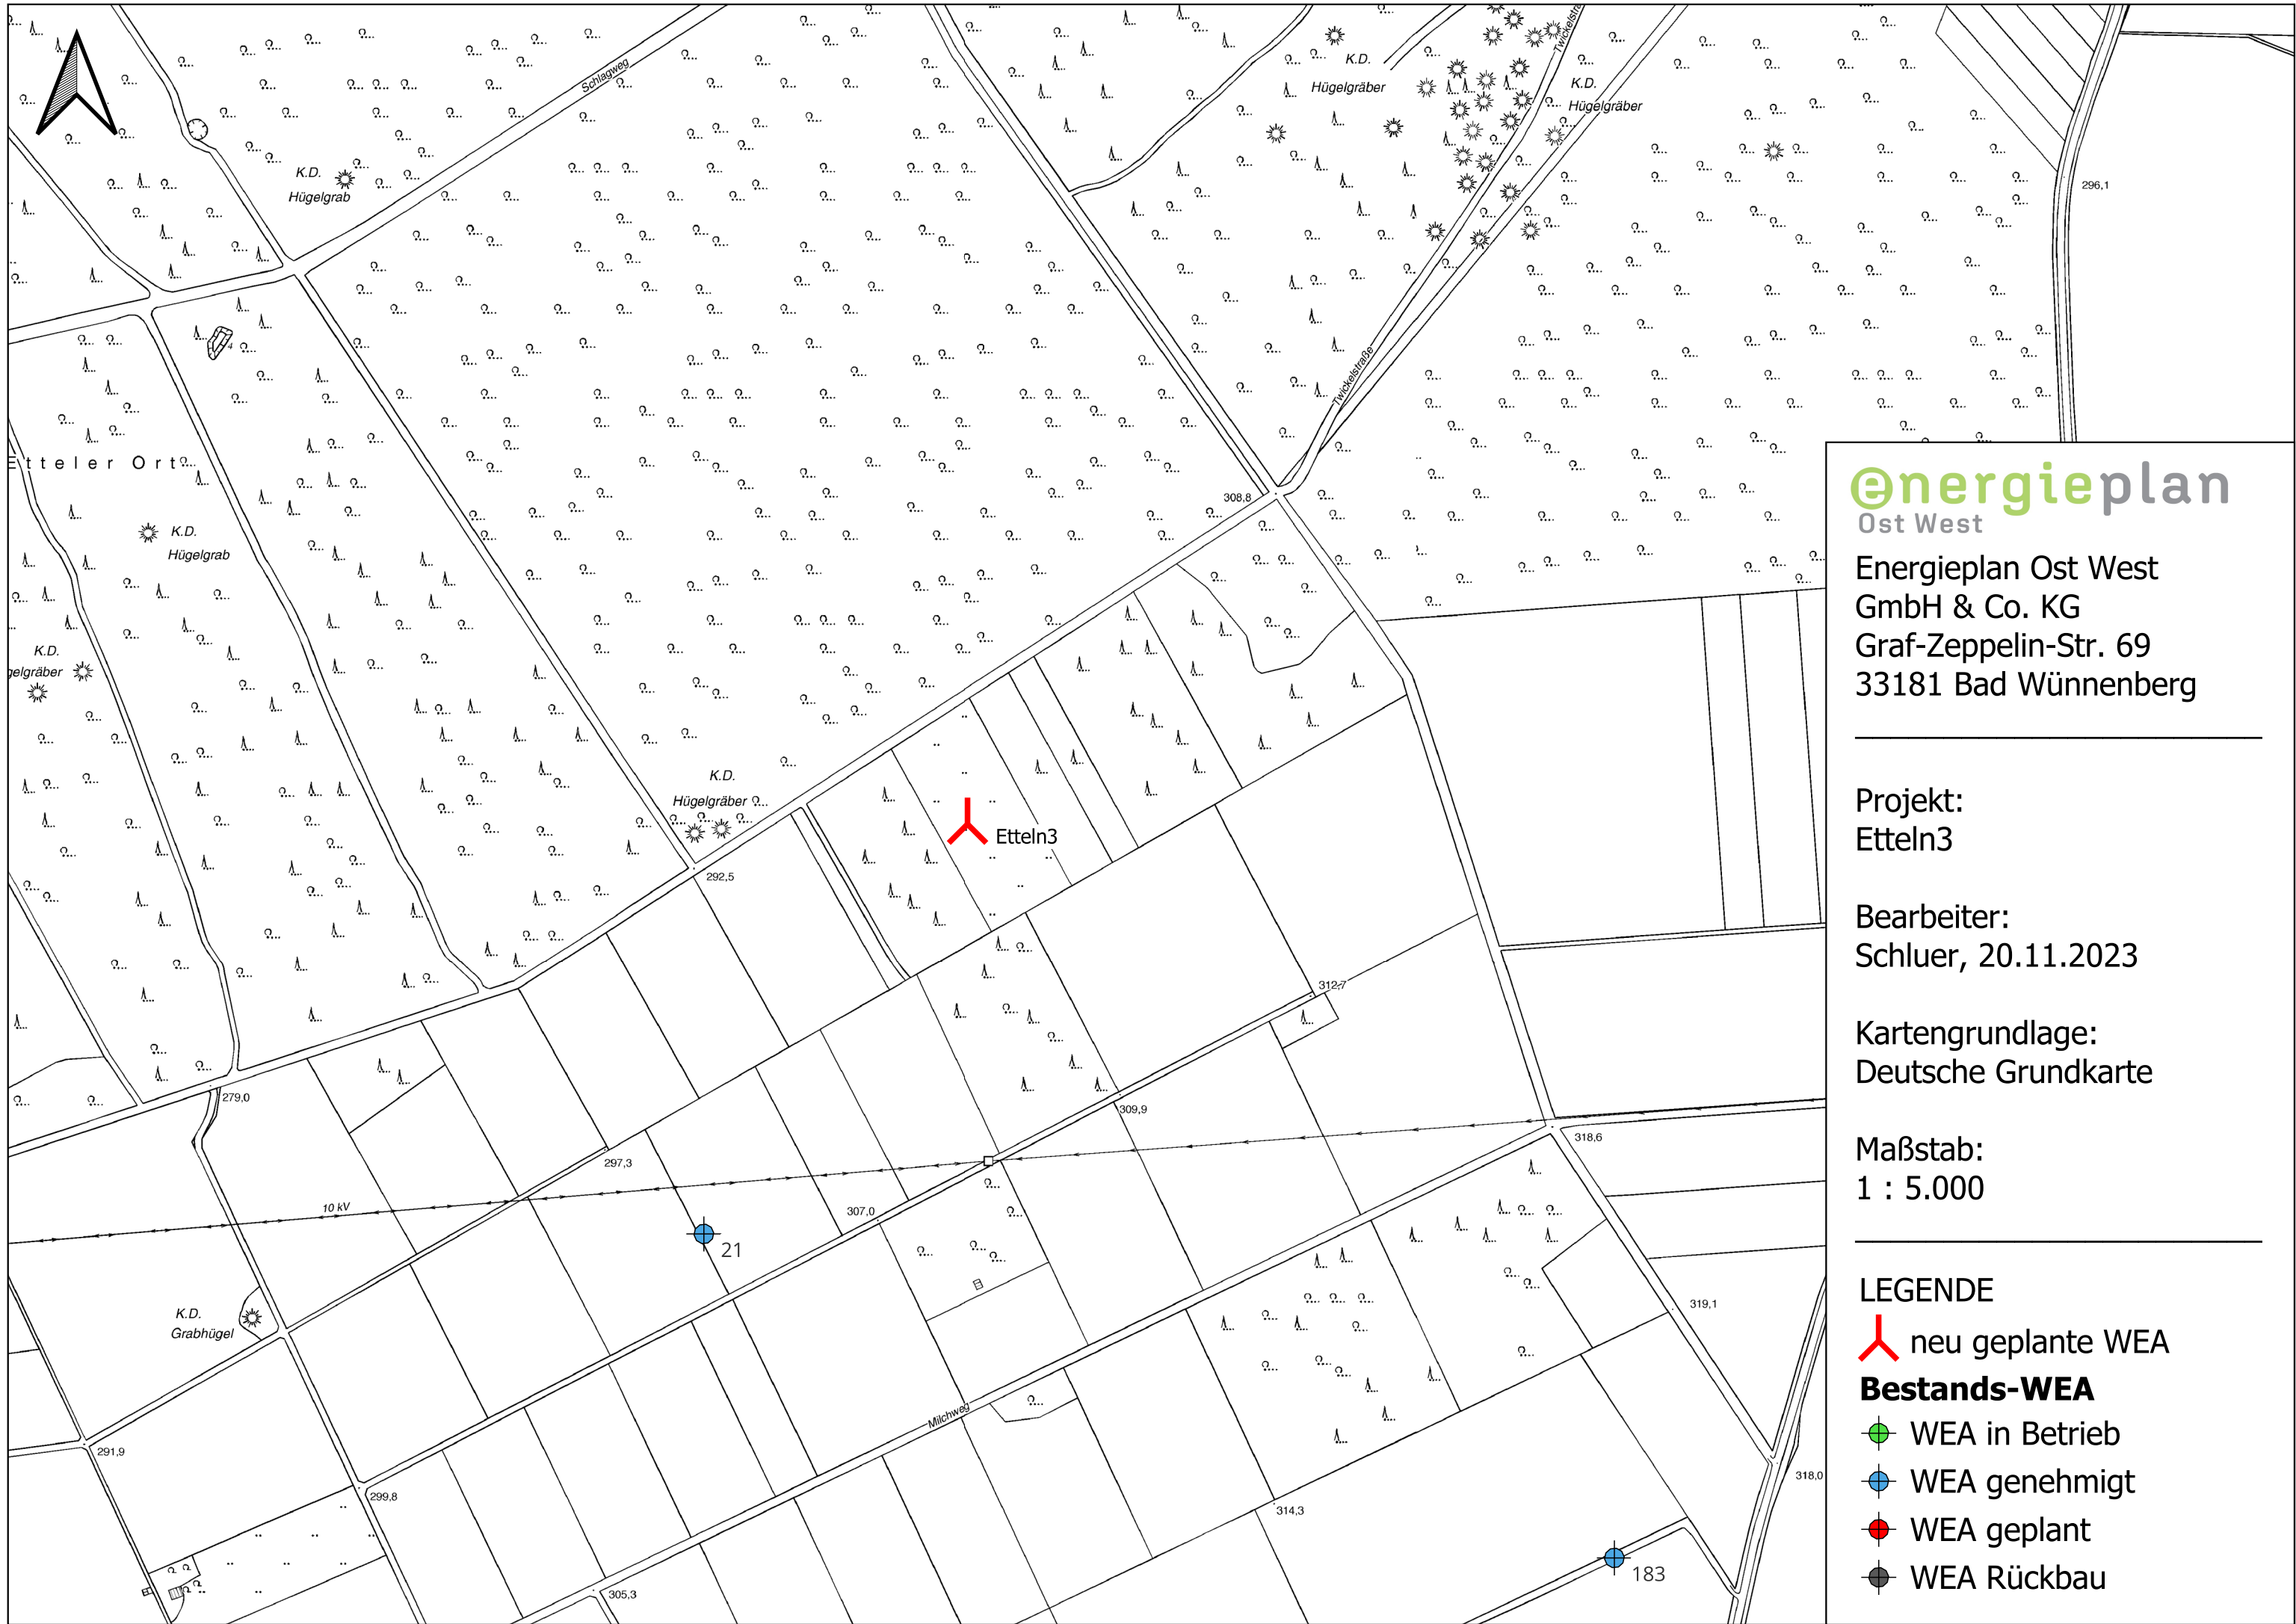 Schlagweg
Twickelstra
K.D.
Hügelgräber
K.D.
Hügelgräber
K.D.
Hügelgrab
296,1
Twickelstraße
Etteler Ort
308,8
K.D.
Hügelgrab
K.D.
gelgräber
K.D.
Hügelgräber
Etteln3
292,5
312,7
279,0
309,9
318,6
297,3
10 kV
307,0
21
K.D.
Grabhügel
319,1
Milchweg
291,9
299,8
318,0
314,3
305,3
183
energieplan
Ost West
Energieplan Ost West
GmbH & Co. KG
Graf-Zeppelin-Str. 69
33181 Bad Wünnenberg
Projekt:
Etteln3
Bearbeiter:
Schluer, 20.11.2023
Kartengrundlage:
Deutsche Grundkarte
Maßstab:
1 : 5.000
LEGENDE
neu geplante WEA
Bestands-WEA
WEA in Betrieb
WEA genehmigt
WEA geplant
WEA Rückbau